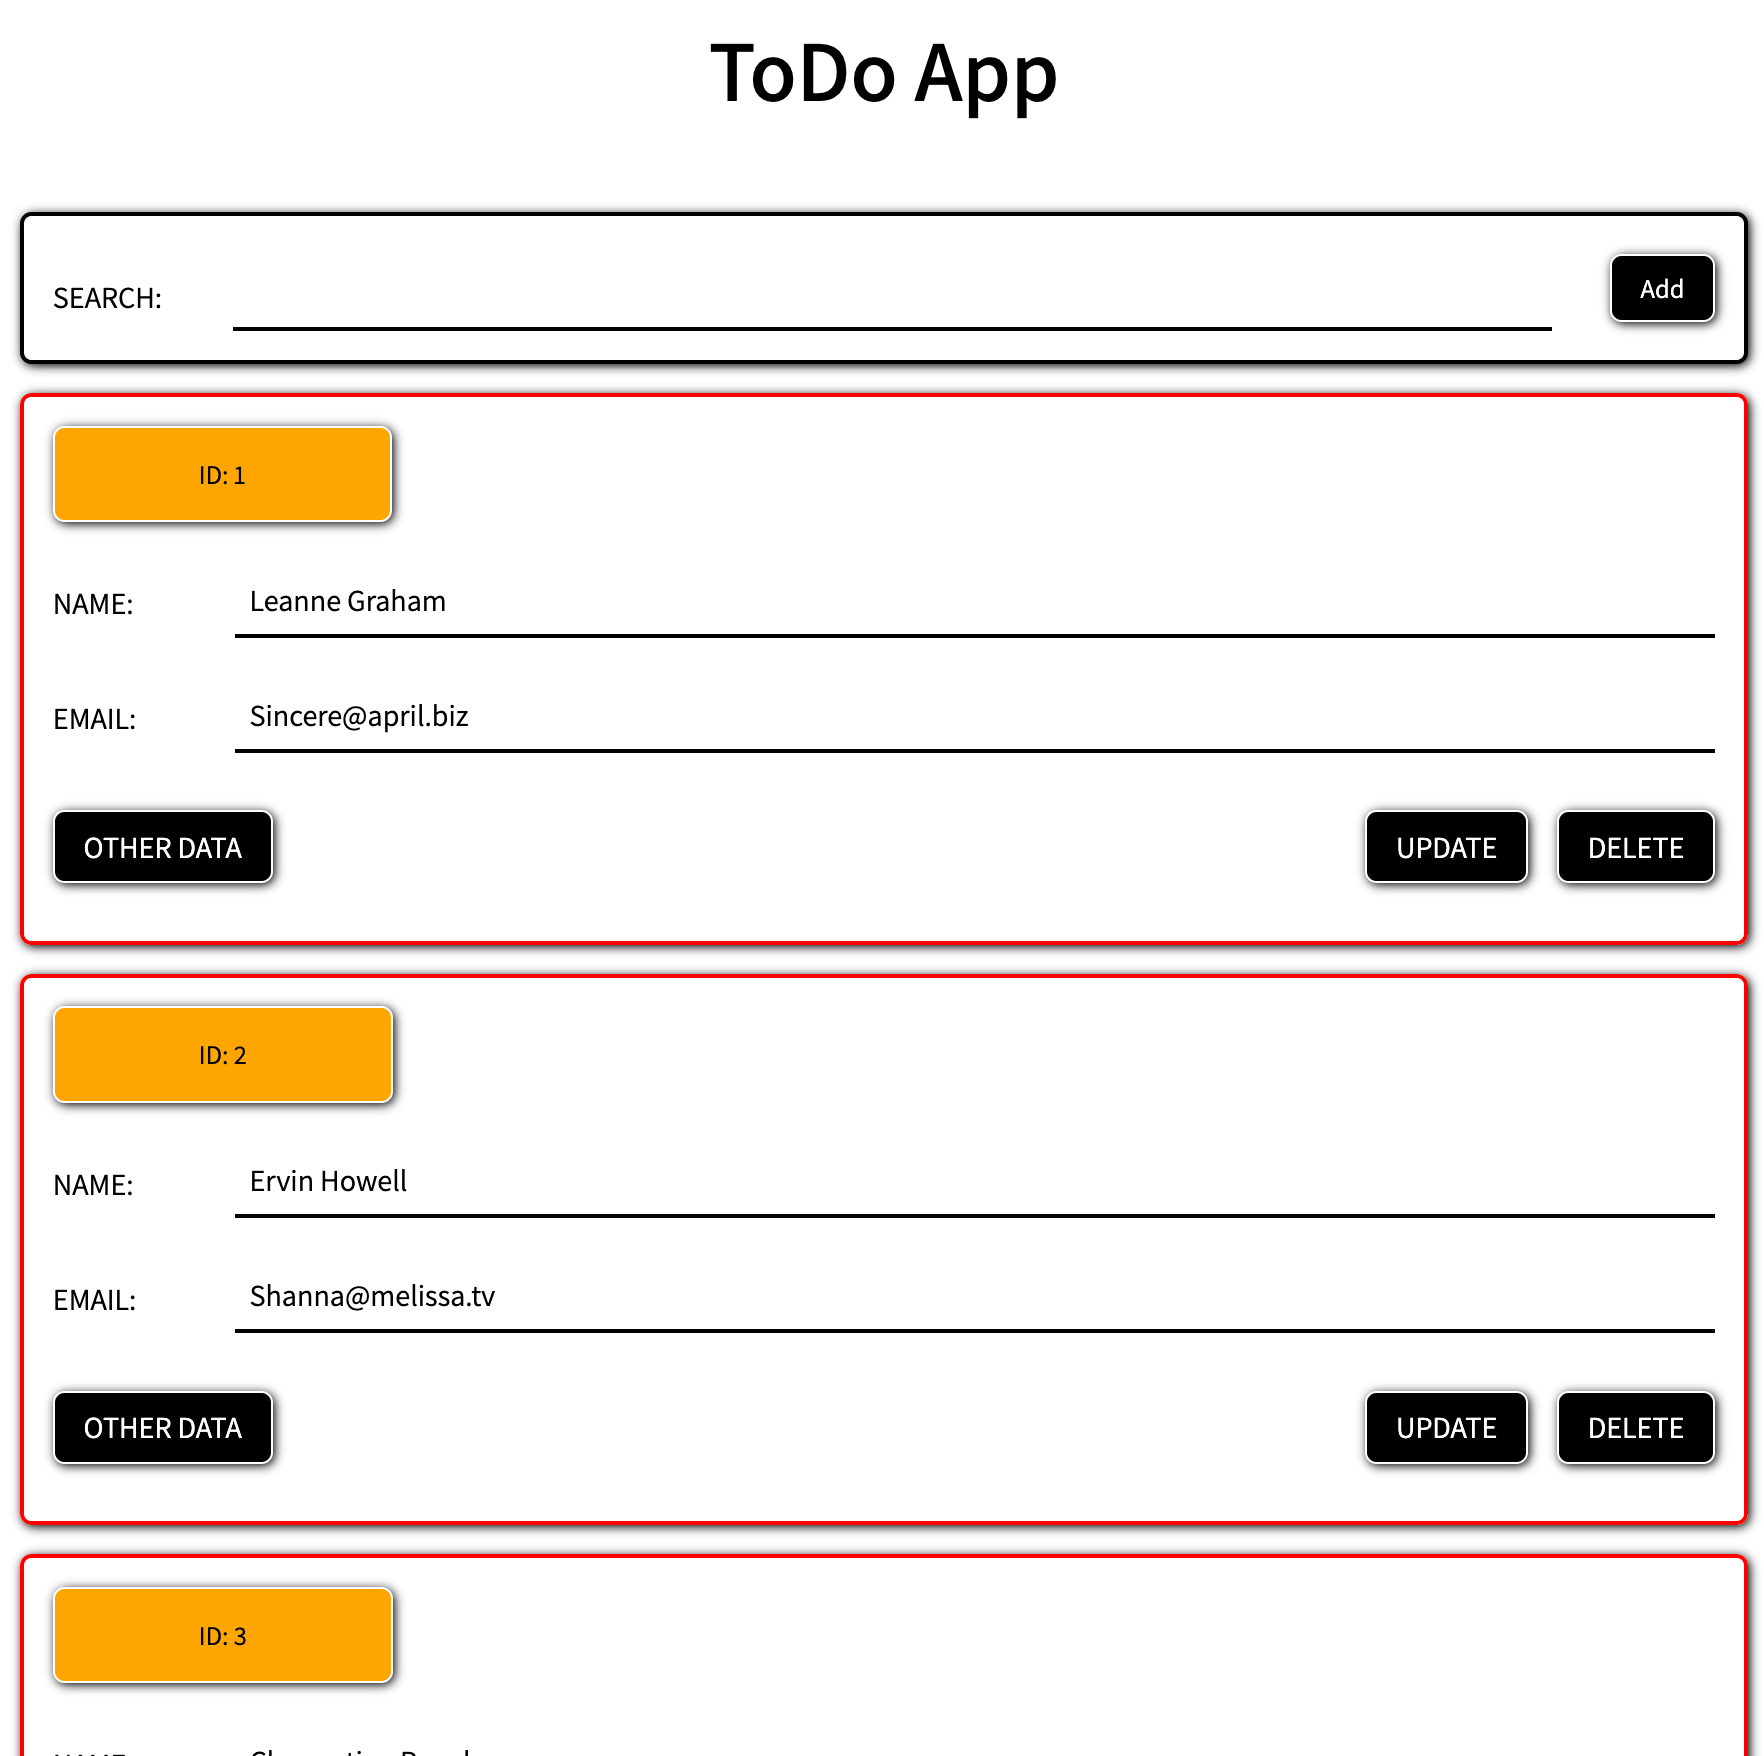 ToDo App
SEARCH:
Add
ID: 1
NAME: Leanne Graham
EMAIL: Sincere@april.biz
OTHER DATA UPDATE DELETE
ID: 2
NAME: Ervin Howell
EMAIL: Shanna@melissa.tv
OTHER DATA UPDATE DELETE
ID: 3